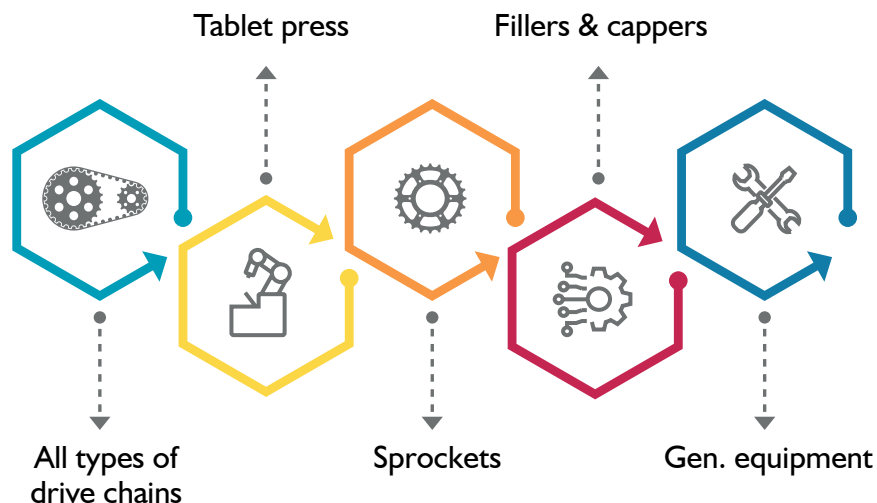 Tablet press
Fillers & cappers
All types of
drive chains
Sprockets
Gen. equipment